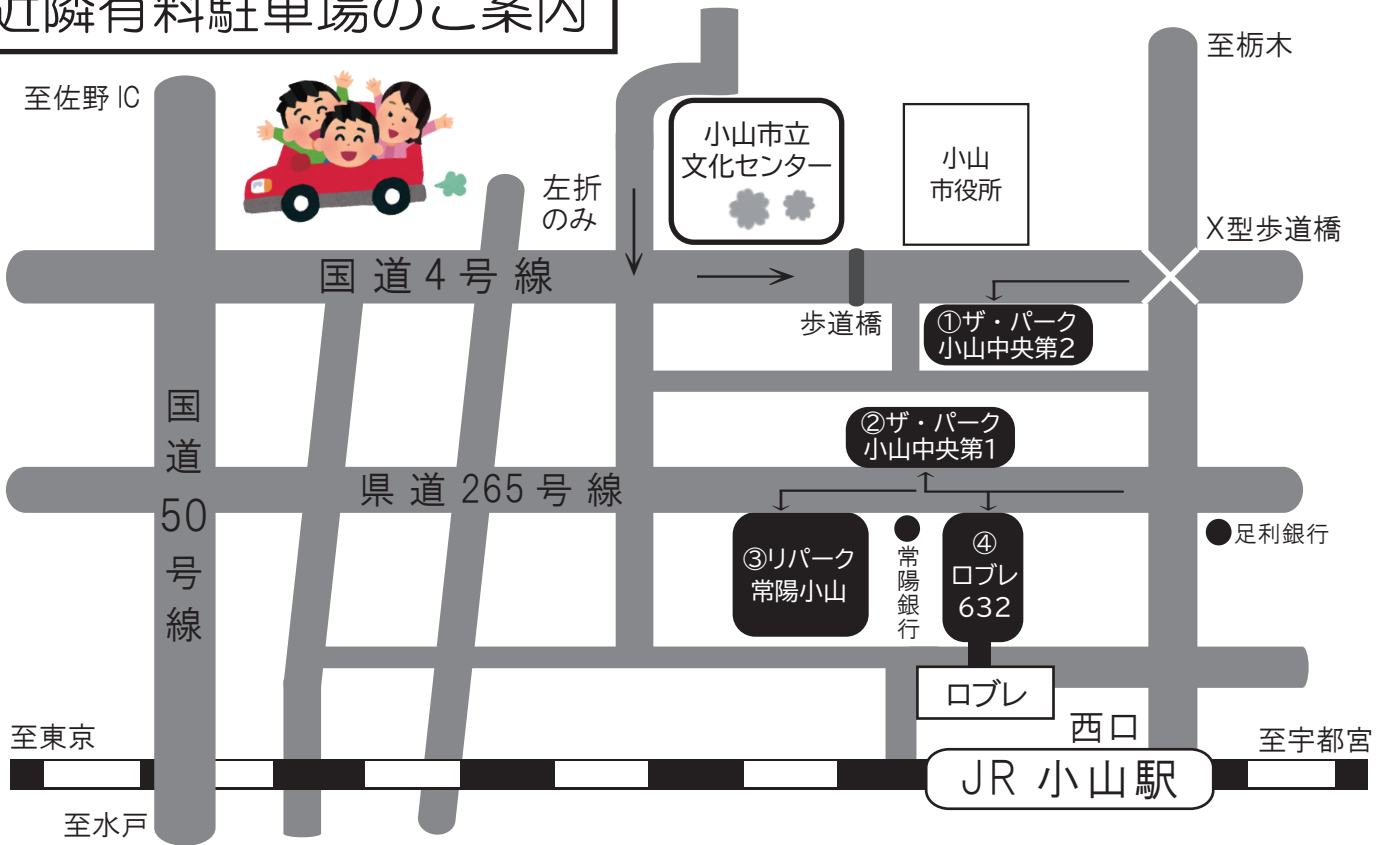 近隣有料駐車場のご案内
至佐野IC
至栃木
小山市立
文化センター
小山
市役所
左折
のみ
X型歩道橋
国道4号線
歩道橋
①ザ・パーク
小山中央第2
②ザ・パーク
小山中央第1
国道50号線
県道265号線
③リパーク
常陽小山
常陽銀行
④
ロブレ
632
足利銀行
ロブレ
西口
至東京
至宇都宮
JR 小山駅
至水戸